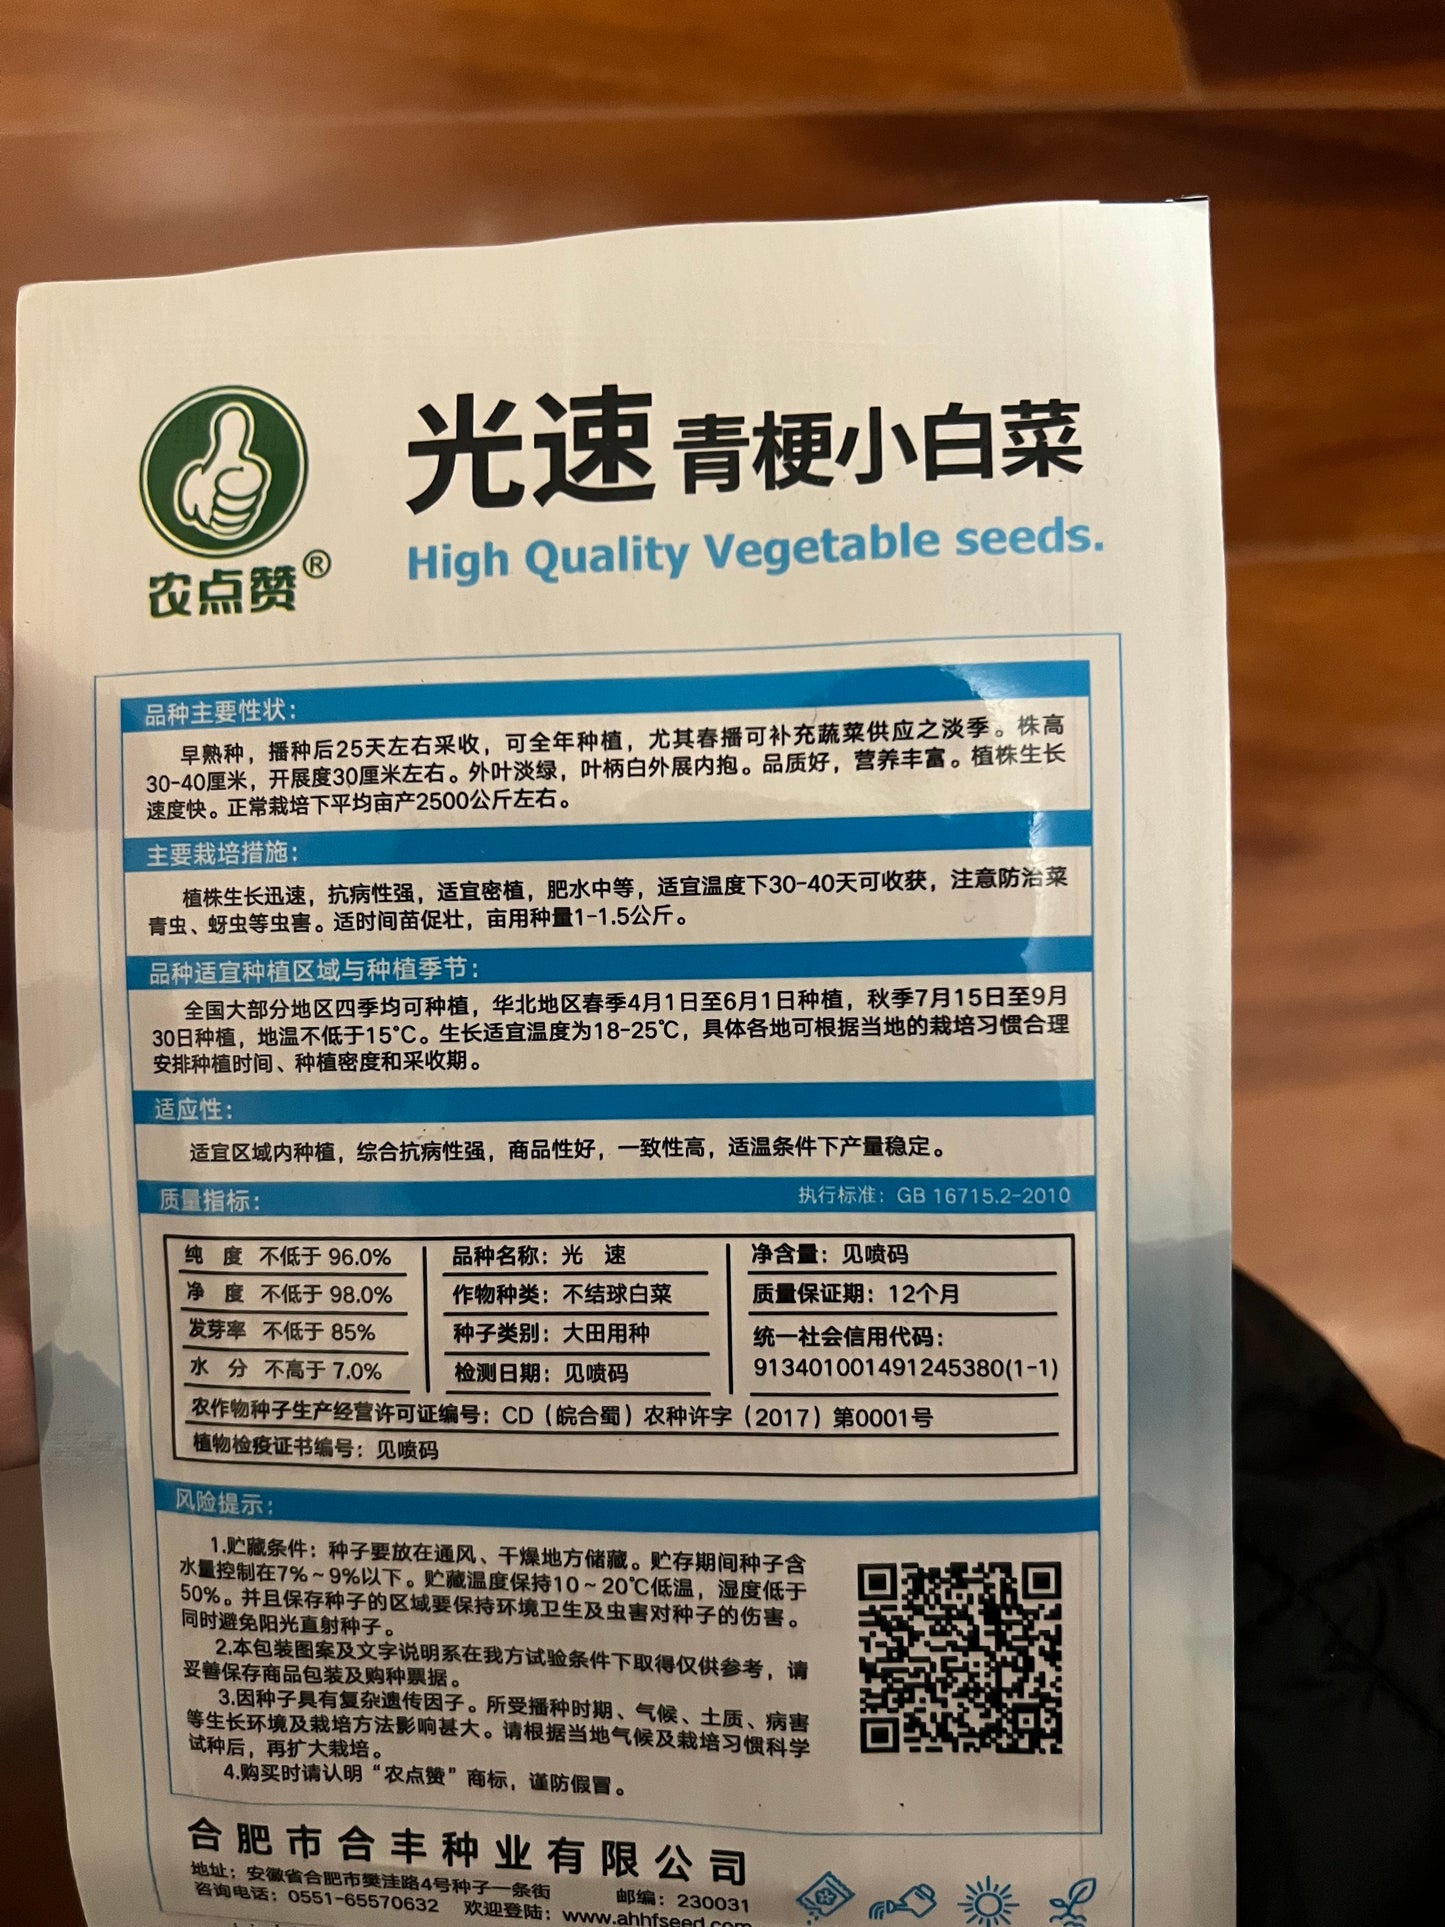 农点赞®
光速 青梗小白菜
High Quality Vegetable seeds.
品种主要性状：
早熟种，播种后25天左右采收，可全年种植，尤其春播可补充蔬菜供应之淡季。株高
30-40厘米，开展度30厘米左右。外叶淡绿，叶柄白外展内抱。品质好，营养丰富。植株生长
速度快。正常栽培下平均亩产2500公斤左右。
主要栽培措施：
植株生长迅速，抗病性强，适宜密植，肥水中等，适宜温度下30-40天可收获，注意防治菜
青虫、蚜虫等虫害。适时间苗促壮，亩用种量1-1.5公斤。
品种适宜种植区域与种植季节：
全国大部分地区四季均可种植，华北地区春季4月1日至6月1日种植，秋季7月15日至9月
30日种植，地温不低于15°C。生长适宜温度为18-25℃，具体各地可根据当地的栽培习惯合理
安排种植时间、种植密度和采收期。
适应性：
适宜区域内种植，综合抗病性强，商品性好，一致性高，适温条件下产量稳定。
质量指标： 执行标准：GB 16715.2-2010
纯 度 不低于 96.0% 品种名称：光 速 净含量：见喷码
净 度 不低于 98.0% 作物种类：不结球白菜 质量保证期：12个月
发芽率 不低于 85% 种子类别：大田用种 统一社会信用代码：
水 分 不高于 7.0% 检测日期：见喷码 913401001491245380(1-1)
农作物种子生产经营许可证编号：CD（皖合蜀）农种许字（2017）第0001号
植物检疫证书编号：见喷码
风险提示：
1.贮藏条件：种子要放在通风、干燥地方储藏。贮存期间种子含
水量控制在7%～9%以下。贮藏温度保持10～20℃低温，湿度低于
50%。并且保存种子的区域要保持环境卫生及虫害对种子的伤害。
同时避免阳光直射种子。
2.本包装图案及文字说明系在我方试验条件下取得仅供参考，请
妥善保存商品包装及购种票据。
3.因种子具有复杂遗传因子。所受播种时期、气候、土质、病害
等生长环境及栽培方法影响甚大。请根据当地气候及栽培习惯科学
试种后，再扩大栽培。
4.购买时请认明“农点赞”商标，谨防假冒。
合肥市合丰种业有限公司
地址：安徽省合肥市樊洼路4号种子一条街 邮编：230031
咨询电话：0551-65570632 欢迎登陆：www.ahhfseed.com